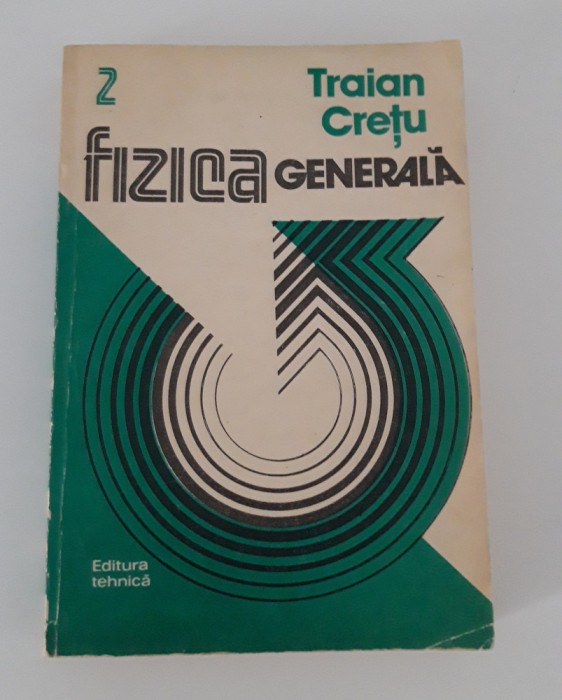 2
Traian
Crețu
fizica GENERALĂ
Editura
tehnică